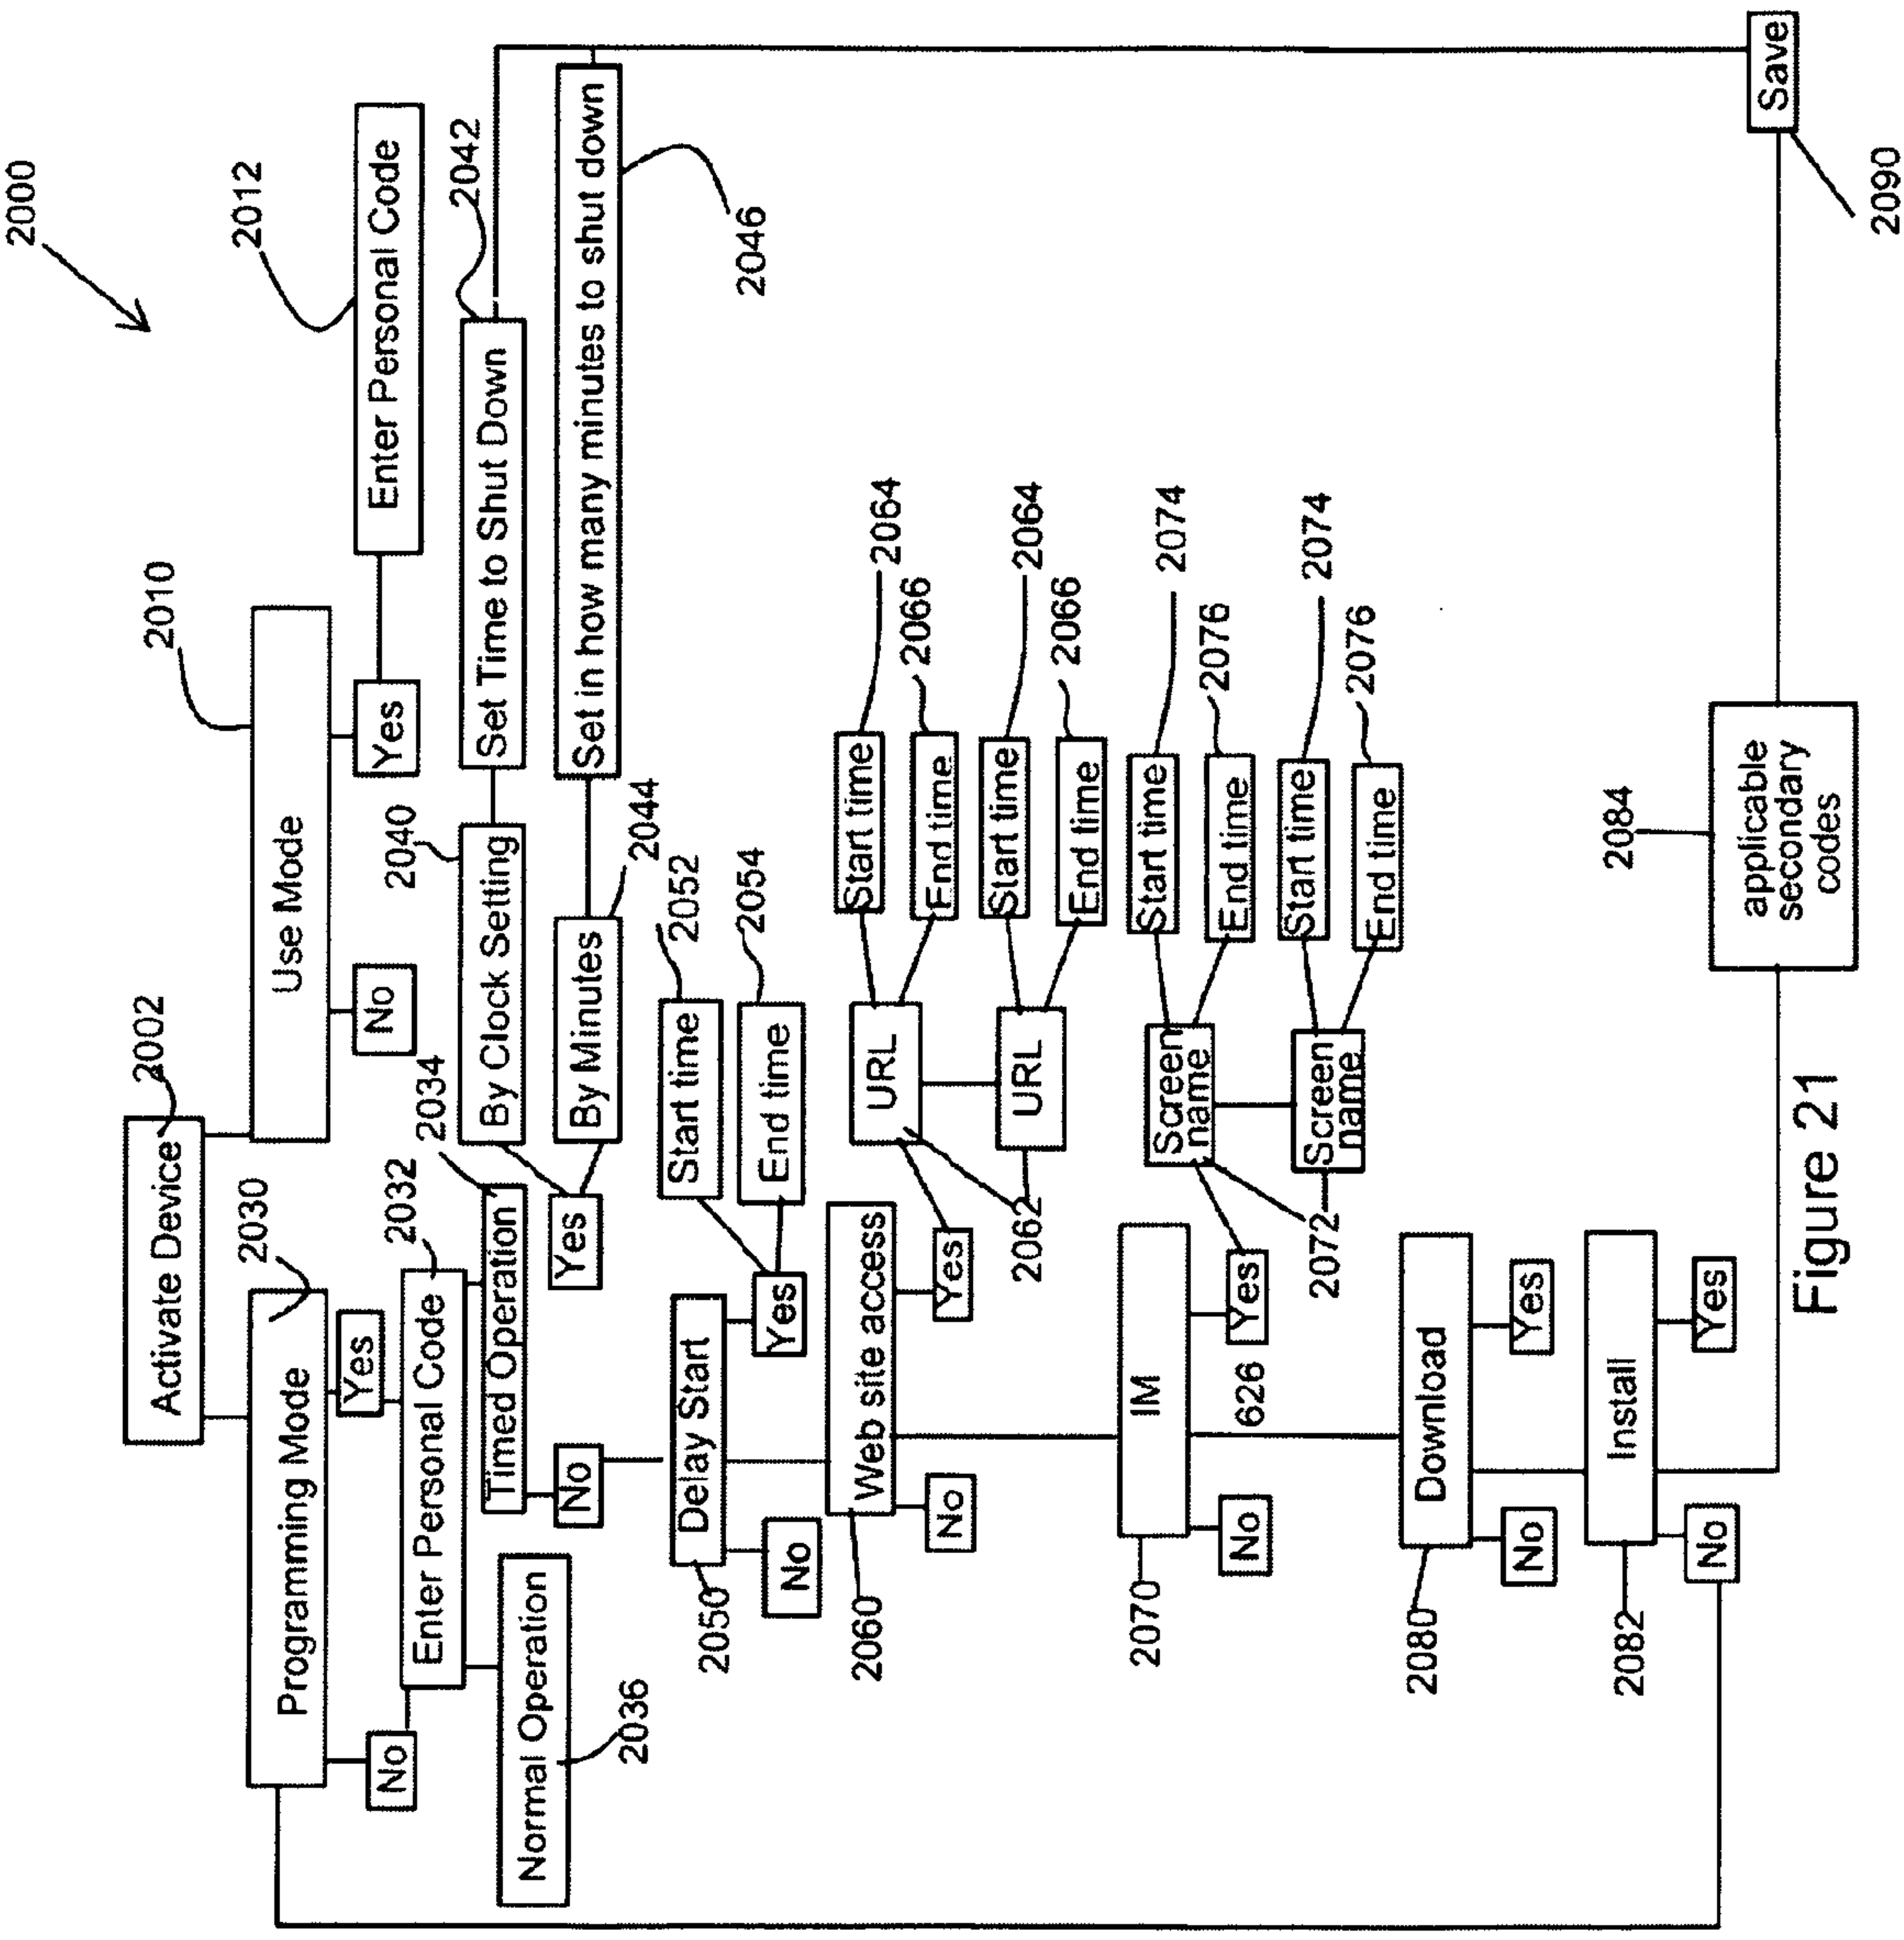 2000
Activate Device
2002
2010
Programming Mode
2030
Use Mode
2012
No
Yes
No
Yes
Enter Personal Code
Enter Personal Code
2032
2034
2040
2042
Normal Operation
Timed Operation
By Clock Setting
Set Time to Shut Down
2036
No
Yes
By Minutes
2044
Set in how many minutes to shut down
2046
Delay Start
2050
Start time
2052
No
Yes
End time
2054
Web site access
2060
No
Yes
URL
Start time
2064
End time
2066
2062
URL
Start time
2064
End time
2066
IM
2070
No
Yes
626
Screen
name
Start time
2074
End time
2076
2072
Screen
name
Start time
2074
End time
2076
Download
2080
No
Yes
Install
2082
No
Yes
2084
applicable
secondary
codes
Save
2090
Figure 21